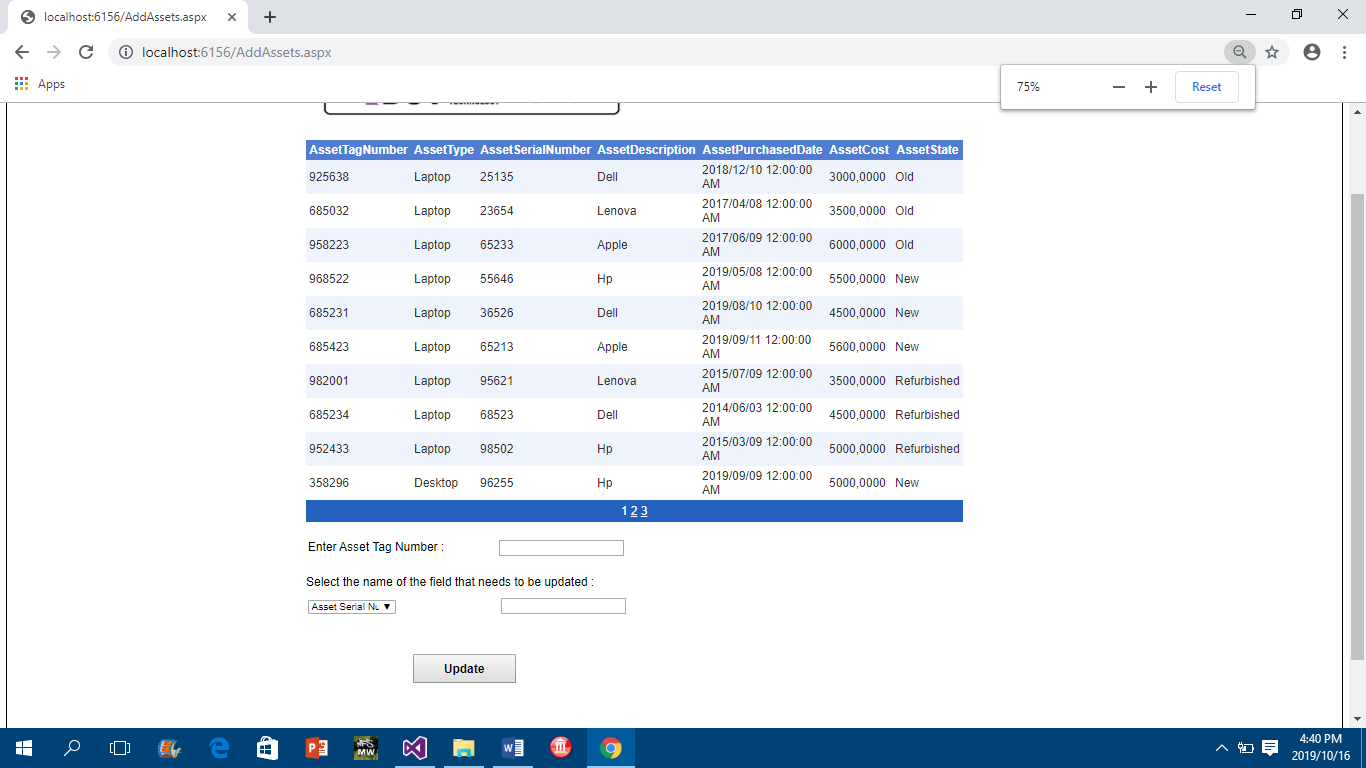 localhost:6156/AddAssets.aspx
localhost:6156/AddAssets.aspx
Apps
75% Reset
TECHNOLOGY
AssetTagNumber AssetType AssetSerialNumber AssetDescription AssetPurchasedDate AssetCost AssetState
925638 Laptop 25135 Dell 2018/12/10 12:00:00 AM 3000,0000 Old
685032 Laptop 23654 Lenova 2017/04/08 12:00:00 AM 3500,0000 Old
958223 Laptop 65233 Apple 2017/06/09 12:00:00 AM 6000,0000 Old
968522 Laptop 55646 Hp 2019/05/08 12:00:00 AM 5500,0000 New
685231 Laptop 36526 Dell 2019/08/10 12:00:00 AM 4500,0000 New
685423 Laptop 65213 Apple 2019/09/11 12:00:00 AM 5600,0000 New
982001 Laptop 95621 Lenova 2015/07/09 12:00:00 AM 3500,0000 Refurbished
685234 Laptop 68523 Dell 2014/06/03 12:00:00 AM 4500,0000 Refurbished
952433 Laptop 98502 Hp 2015/03/09 12:00:00 AM 5000,0000 Refurbished
358296 Desktop 96255 Hp 2019/09/09 12:00:00 AM 5000,0000 New
1 2 3
Enter Asset Tag Number :
Select the name of the field that needs to be updated :
Asset Serial Nu
Update
4:40 PM
2019/10/16